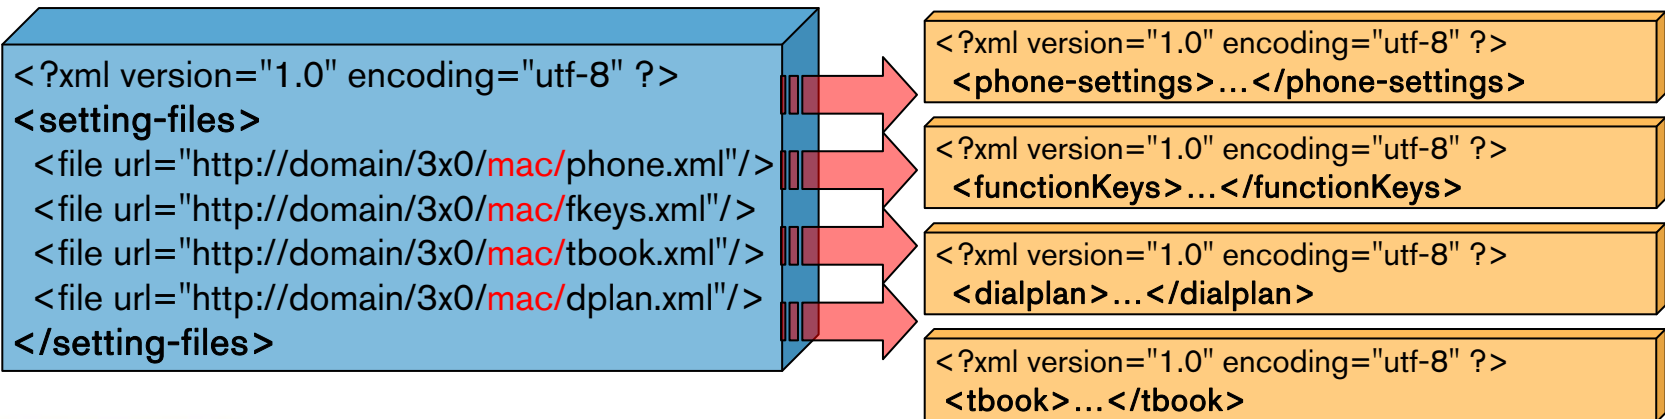 <?xml version="1.0" encoding="utf-8" ?>
<setting-files>
<file url="http://domain/3x0/mac/phone.xml"/>
<file url="http://domain/3x0/mac/fkeys.xml"/>
<file url="http://domain/3x0/mac/tbook.xml"/>
<file url="http://domain/3x0/mac/dplan.xml"/>
</setting-files>
<?xml version="1.0" encoding="utf-8" ?>
<phone-settings>...</phone-settings>
<?xml version="1.0" encoding="utf-8" ?>
<functionKeys>...</functionKeys>
<?xml version="1.0" encoding="utf-8" ?>
<dialplan>...</dialplan>
<?xml version="1.0" encoding="utf-8" ?>
<tbook>...</tbook>